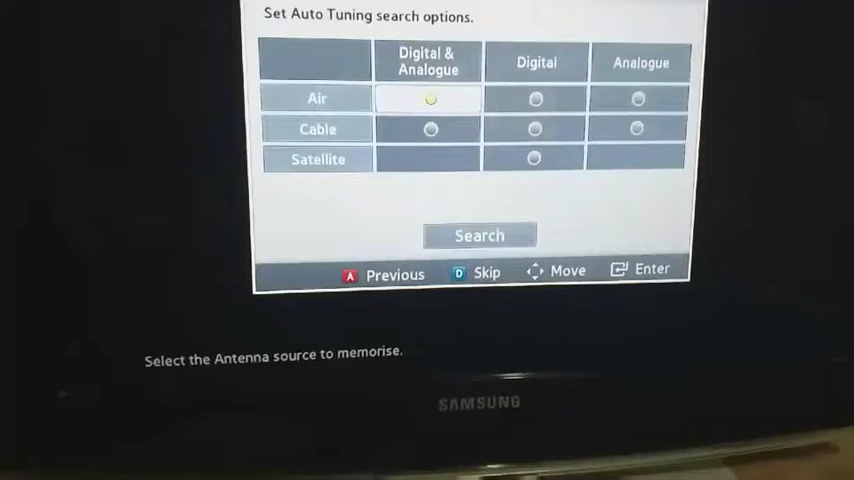 Set Auto Tuning search options.
Digital & Analogue Digital Analogue
Air
Cable
Satellite
Search
A Previous D Skip Move Enter
Select the Antenna source to memorise.
SAMSUNG